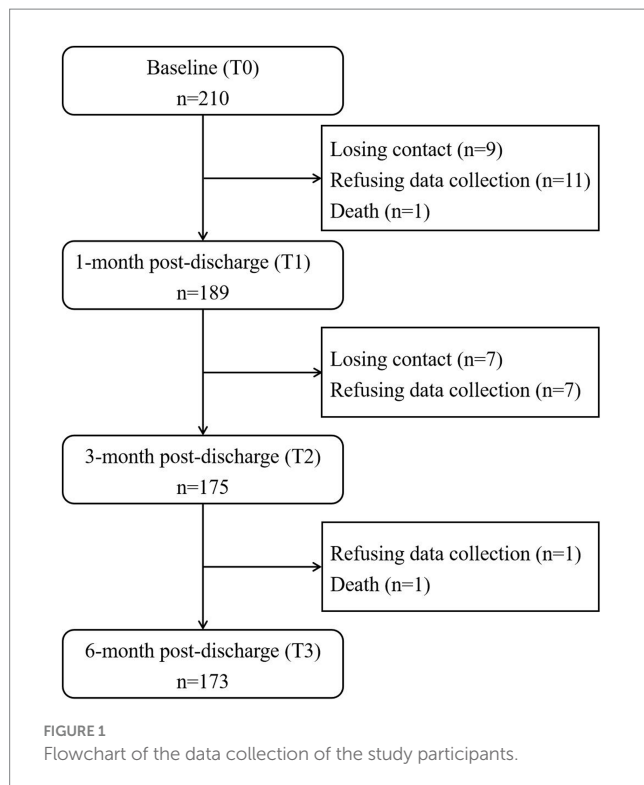 Baseline (T0)
n=210
Losing contact (n=9)
Refusing data collection (n=11)
Death (n=1)
1-month post-discharge (T1)
n=189
Losing contact (n=7)
Refusing data collection (n=7)
3-month post-discharge (T2)
n=175
Refusing data collection (n=1)
Death (n=1)
6-month post-discharge (T3)
n=173
FIGURE 1
Flowchart of the data collection of the study participants.